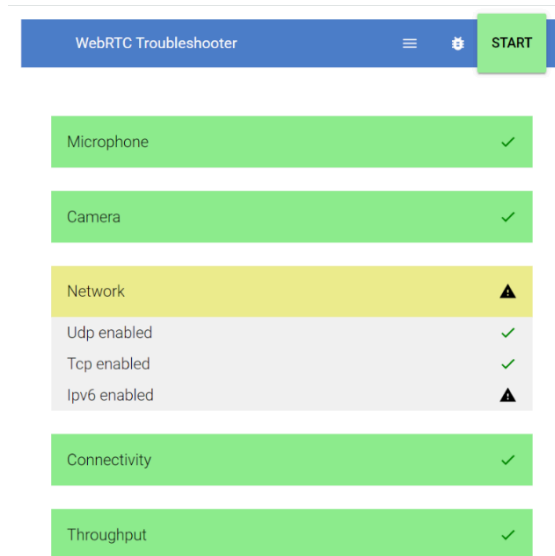 WebRTC Troubleshooter START
Microphone
Camera
Network
Udp enabled
Tcp enabled
Ipv6 enabled
Connectivity
Throughput